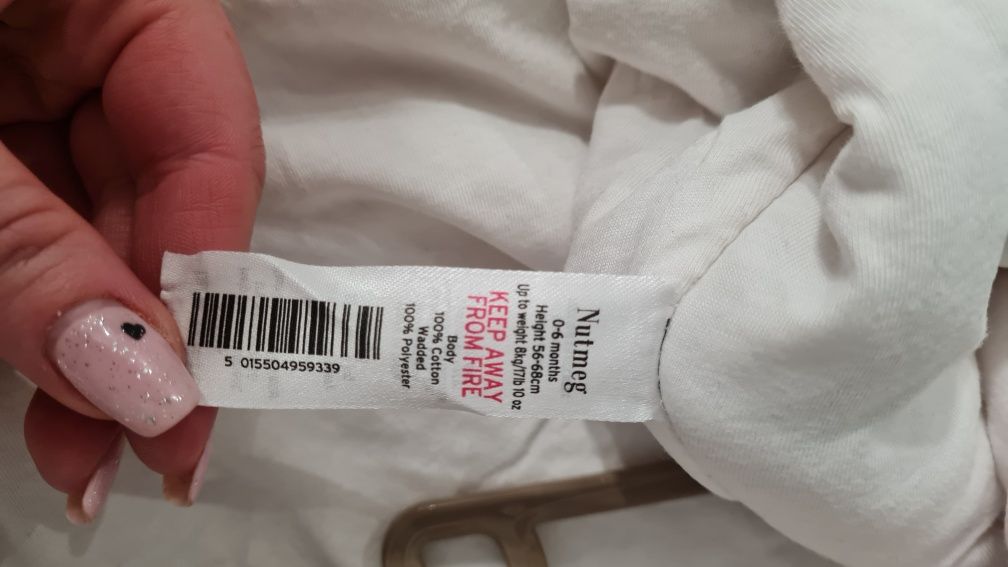 Nutmeg
0-6 months
Height 56-68cm
Up to weight 8kg/17lb 10 oz
KEEP AWAY
FROM FIRE
Body
100% Cotton
Wadded
100% Polyester
5 015504959339